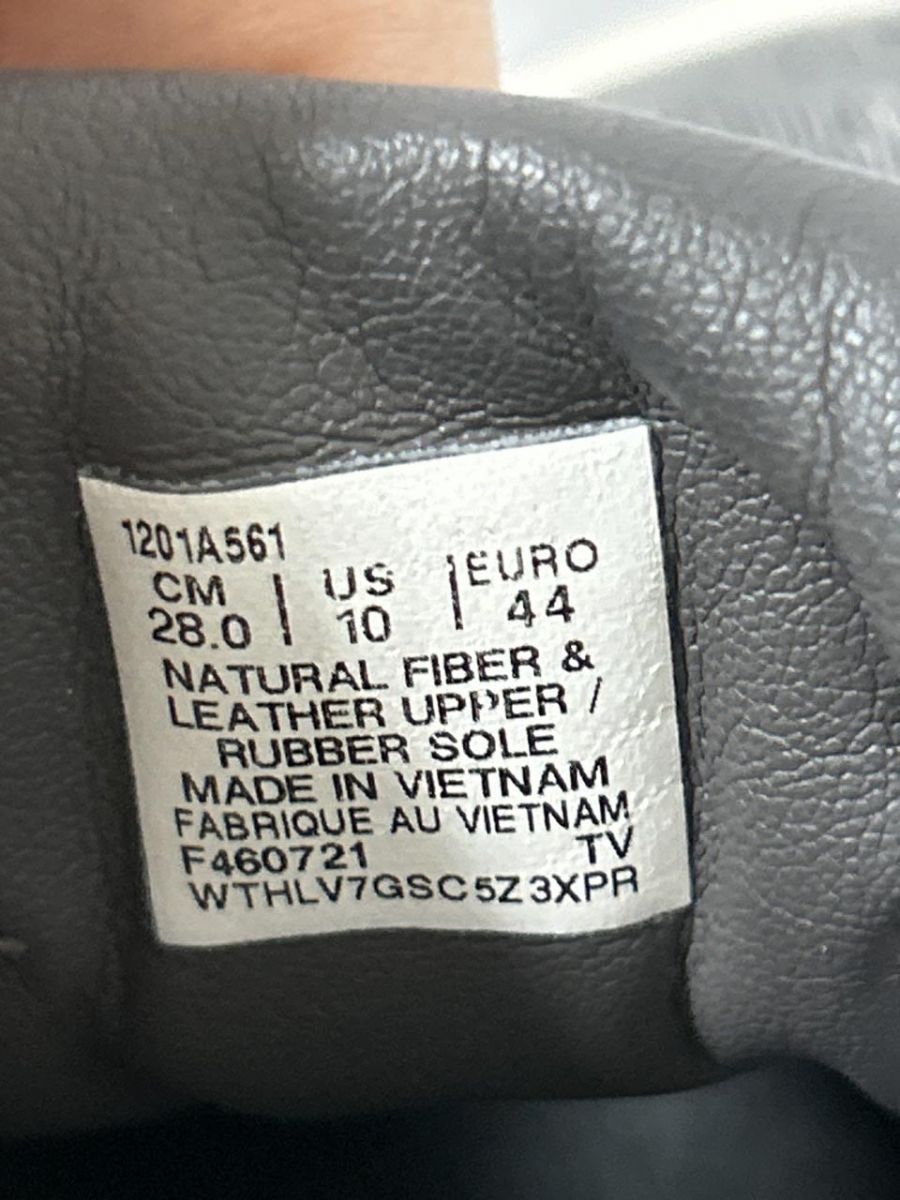 1201A561
CM | US | EURO
28.0 | 10 | 44
NATURAL FIBER &
LEATHER UPPER /
RUBBER SOLE
MADE IN VIETNAM
FABRIQUE AU VIETNAM
F460721 TV
WTHLV7GSC5Z3XPR